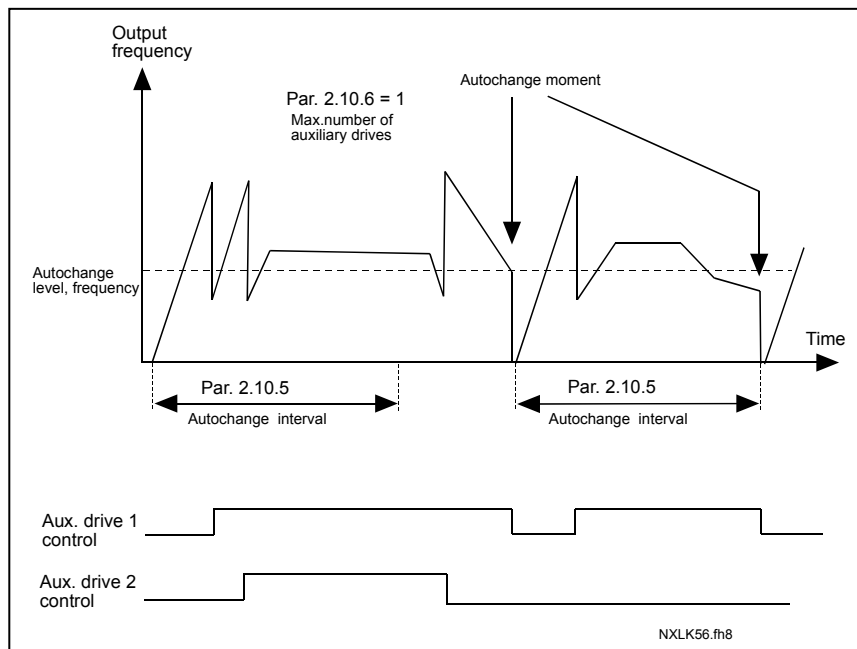 Output
frequency
Par. 2.10.6 = 1
Max.number of
auxiliary drives
Autochange moment
Autochange
level, frequency
Time
Par. 2.10.5
Autochange interval
Par. 2.10.5
Autochange interval
Aux. drive 1
control
Aux. drive 2
control
NXLK56.fh8